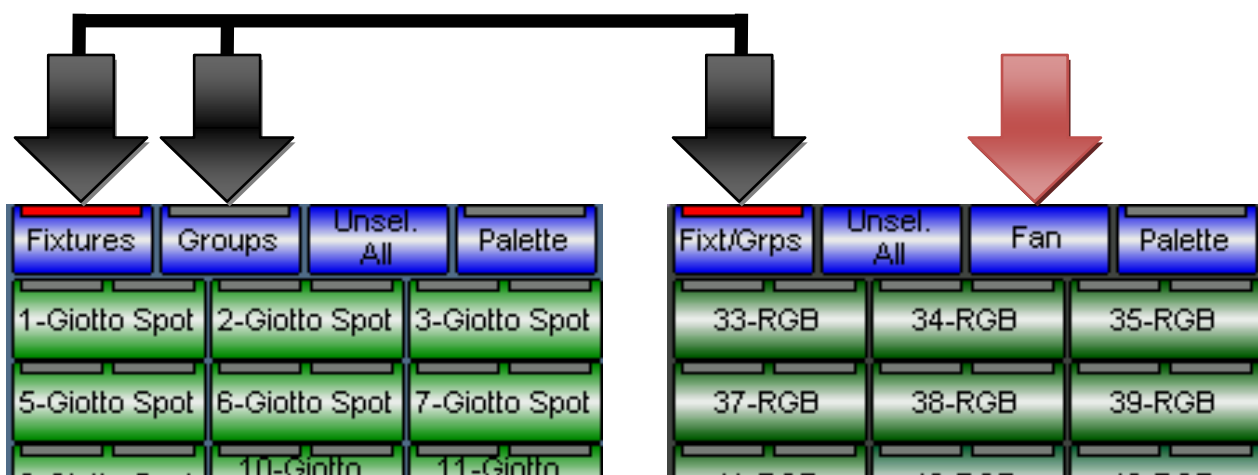 Fixtures Groups Unsel. All Palette
1-Giotto Spot 2-Giotto Spot 3-Giotto Spot
5-Giotto Spot 6-Giotto Spot 7-Giotto Spot
10-Giotto 11-Giotto
Fixt/Grps Unsel. All Fan Palette
33-RGB 34-RGB 35-RGB
37-RGB 38-RGB 39-RGB